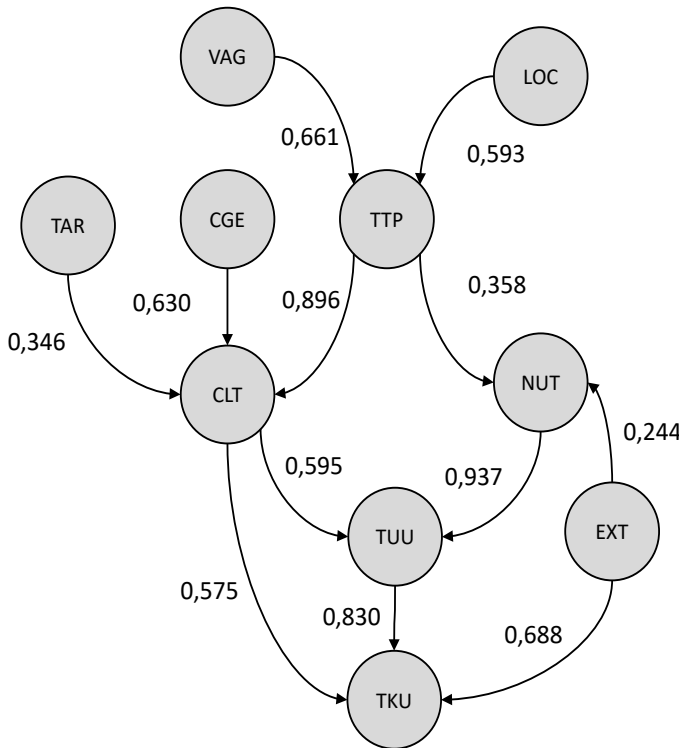 VAG
LOC
0,661
0,593
TAR
CGE
TTP
0,346
0,630
0,896
0,358
CLT
NUT
0,244
0,595
0,937
TUU
EXT
0,575
0,830
0,688
TKU